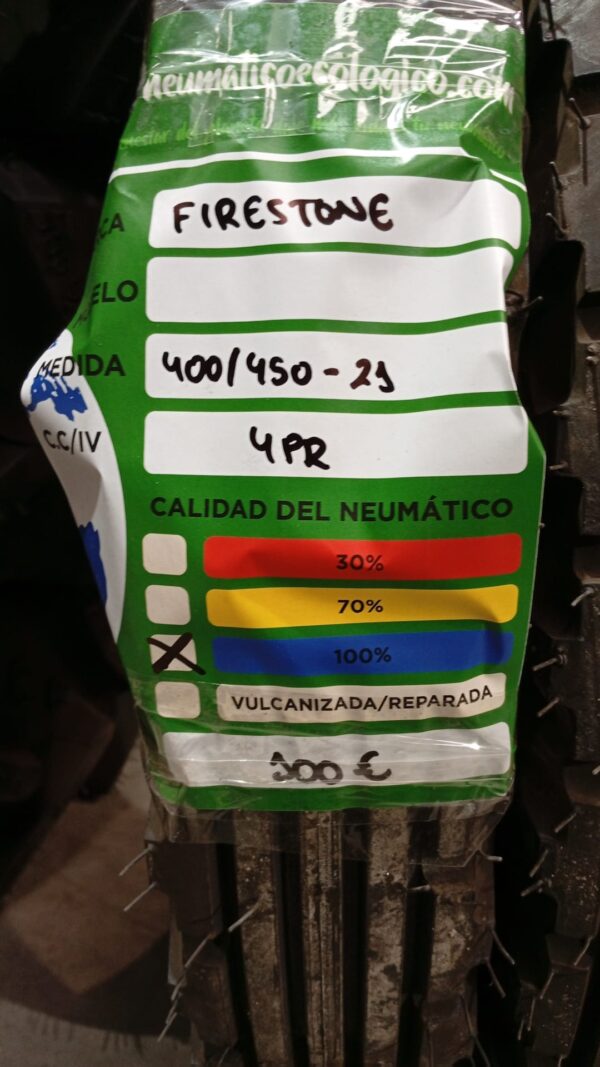 neumaticoecologico.com
CA FIRESTONE
ELO
MEDIDA 400/450 - 21
C.C/IV 4PR
CALIDAD DEL NEUMÁTICO
30%
70%
100%
VULCANIZADA/REPARADA
100 €